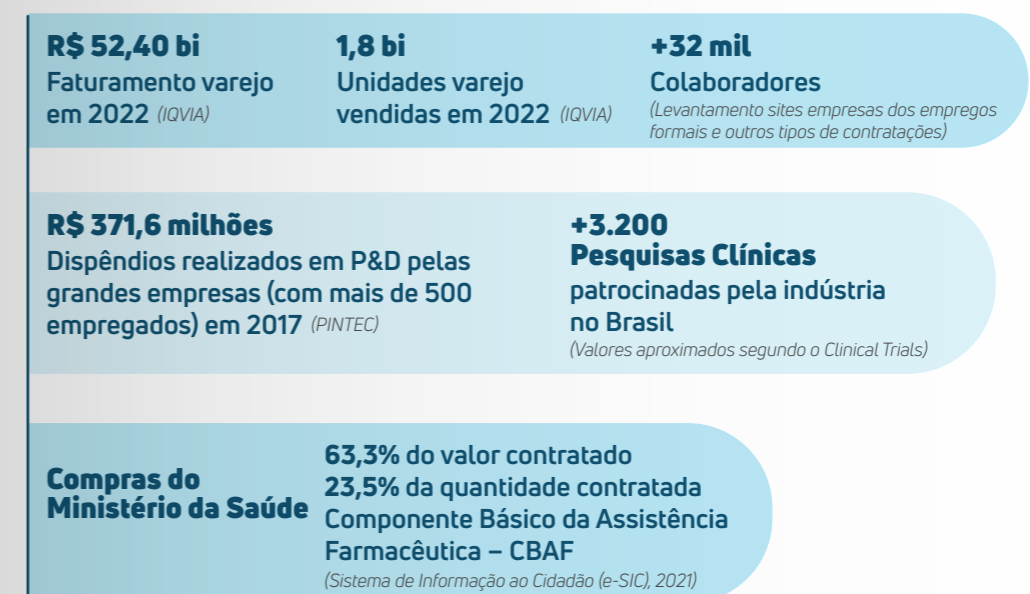 R$ 52,40 bi
Faturamento varejo
em 2022 (IQVIA)
1,8 bi
Unidades varejo
vendidas em 2022 (IQVIA)
+32 mil
Colaboradores
(Levantamento sites empresas dos empregos
formais e outros tipos de contratações)
R$ 371,6 milhões
Dispêndios realizados em P&D pelas
grandes empresas (com mais de 500
empregados) em 2017 (PINTEC)
+3.200
Pesquisas Clínicas
patrocinadas pela indústria
no Brasil
(Valores aproximados segundo o Clinical Trials)
Compras do
Ministério da Saúde
63,3% do valor contratado
23,5% da quantidade contratada
Componente Básico da Assistência
Farmacêutica – CBAF
(Sistema de Informação ao Cidadão (e-SIC), 2021)